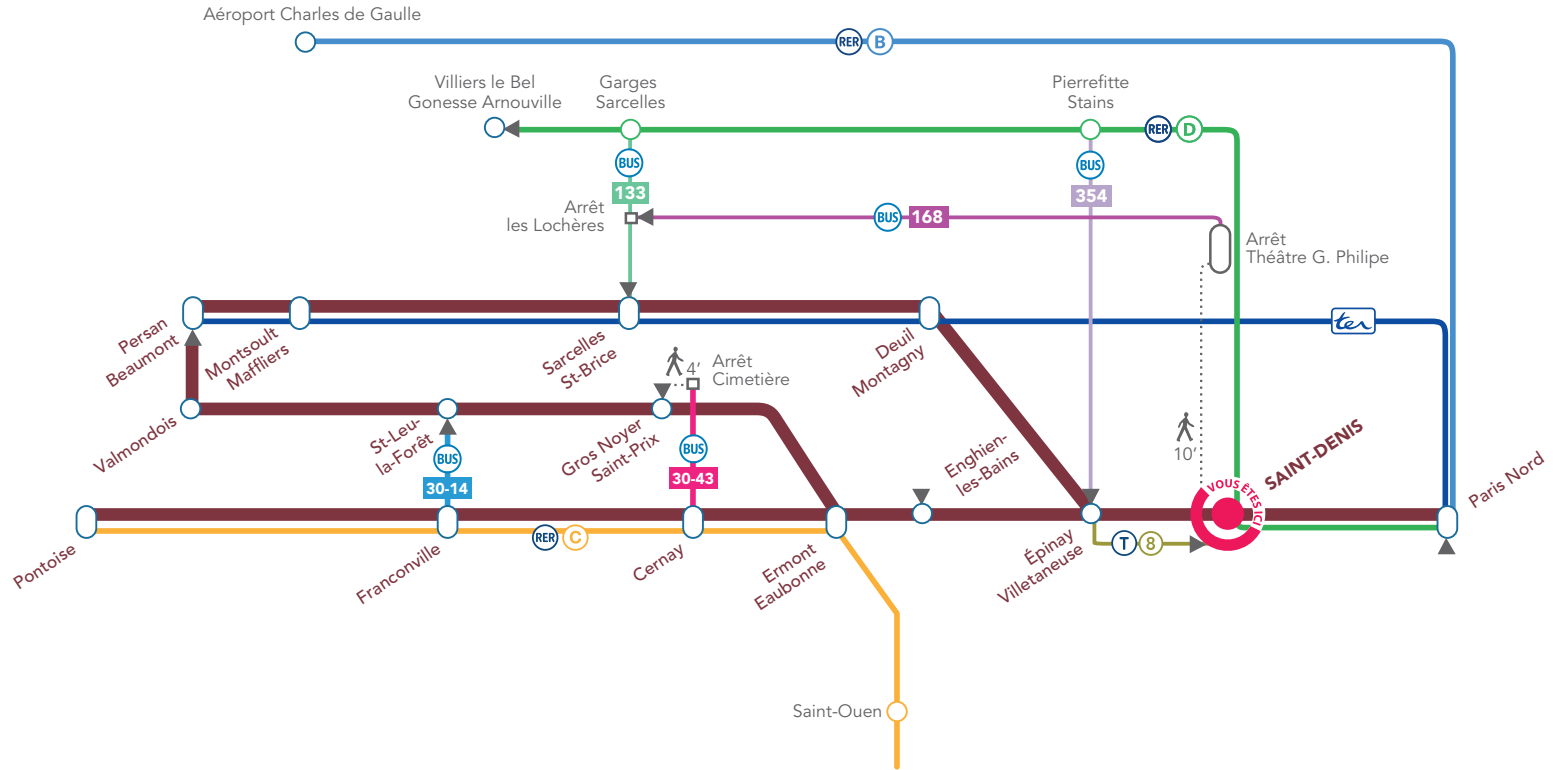 Aéroport Charles de Gaulle
RER B
Villiers le Bel
Gonesse Arnouville
Garges
Sarcelles
Pierrefitte
Stains
RER D
BUS
133
BUS
354
Arrêt
les Lochères
BUS 168
Arrêt
Théâtre G. Philipe
Persan
Beaumont
Montsoult
Maffliers
Sarcelles
St-Brice
Deuil
Montagny
ter
4'
Arrêt
Cimetière
Valmondois
St-Leu-
la-Forêt
Gros Noyer
Saint-Prix
BUS
30-14
BUS
30-43
Enghien-
les-Bains
10'
VOUS ÊTES ICI
SAINT-DENIS
Paris Nord
Pontoise
Franconville
RER C
Cernay
Ermont
Eaubonne
Épinay
Villetaneuse
T 8
Saint-Ouen